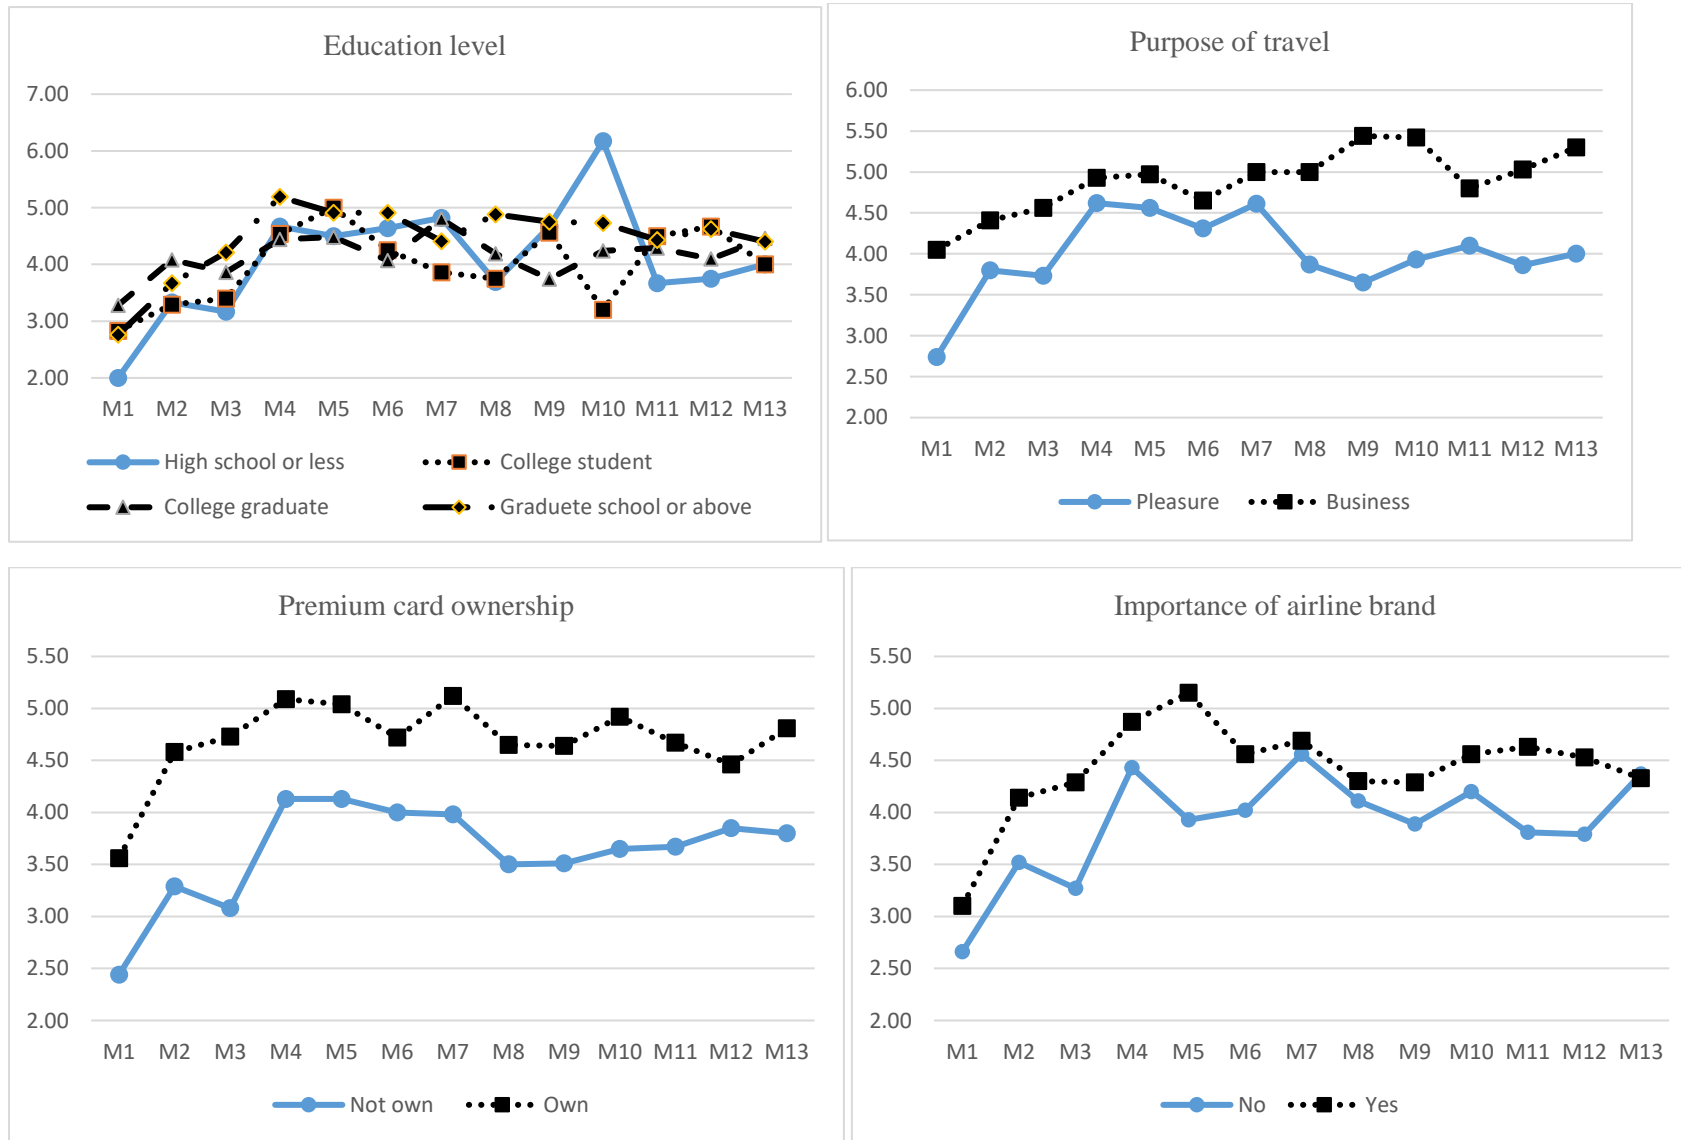 Education level
7.00
6.00
5.00
4.00
3.00
2.00
M1 M2 M3 M4 M5 M6 M7 M8 M9 M10 M11 M12 M13
High school or less College student
College graduate Graduete school or above
Purpose of travel
6.00
5.50
5.00
4.50
4.00
3.50
3.00
2.50
2.00
M1 M2 M3 M4 M5 M6 M7 M8 M9 M10 M11 M12 M13
Pleasure Business
Premium card ownership
5.50
5.00
4.50
4.00
3.50
3.00
2.50
2.00
M1 M2 M3 M4 M5 M6 M7 M8 M9 M10 M11 M12 M13
Not own Own
Importance of airline brand
5.50
5.00
4.50
4.00
3.50
3.00
2.50
2.00
M1 M2 M3 M4 M5 M6 M7 M8 M9 M10 M11 M12 M13
No Yes